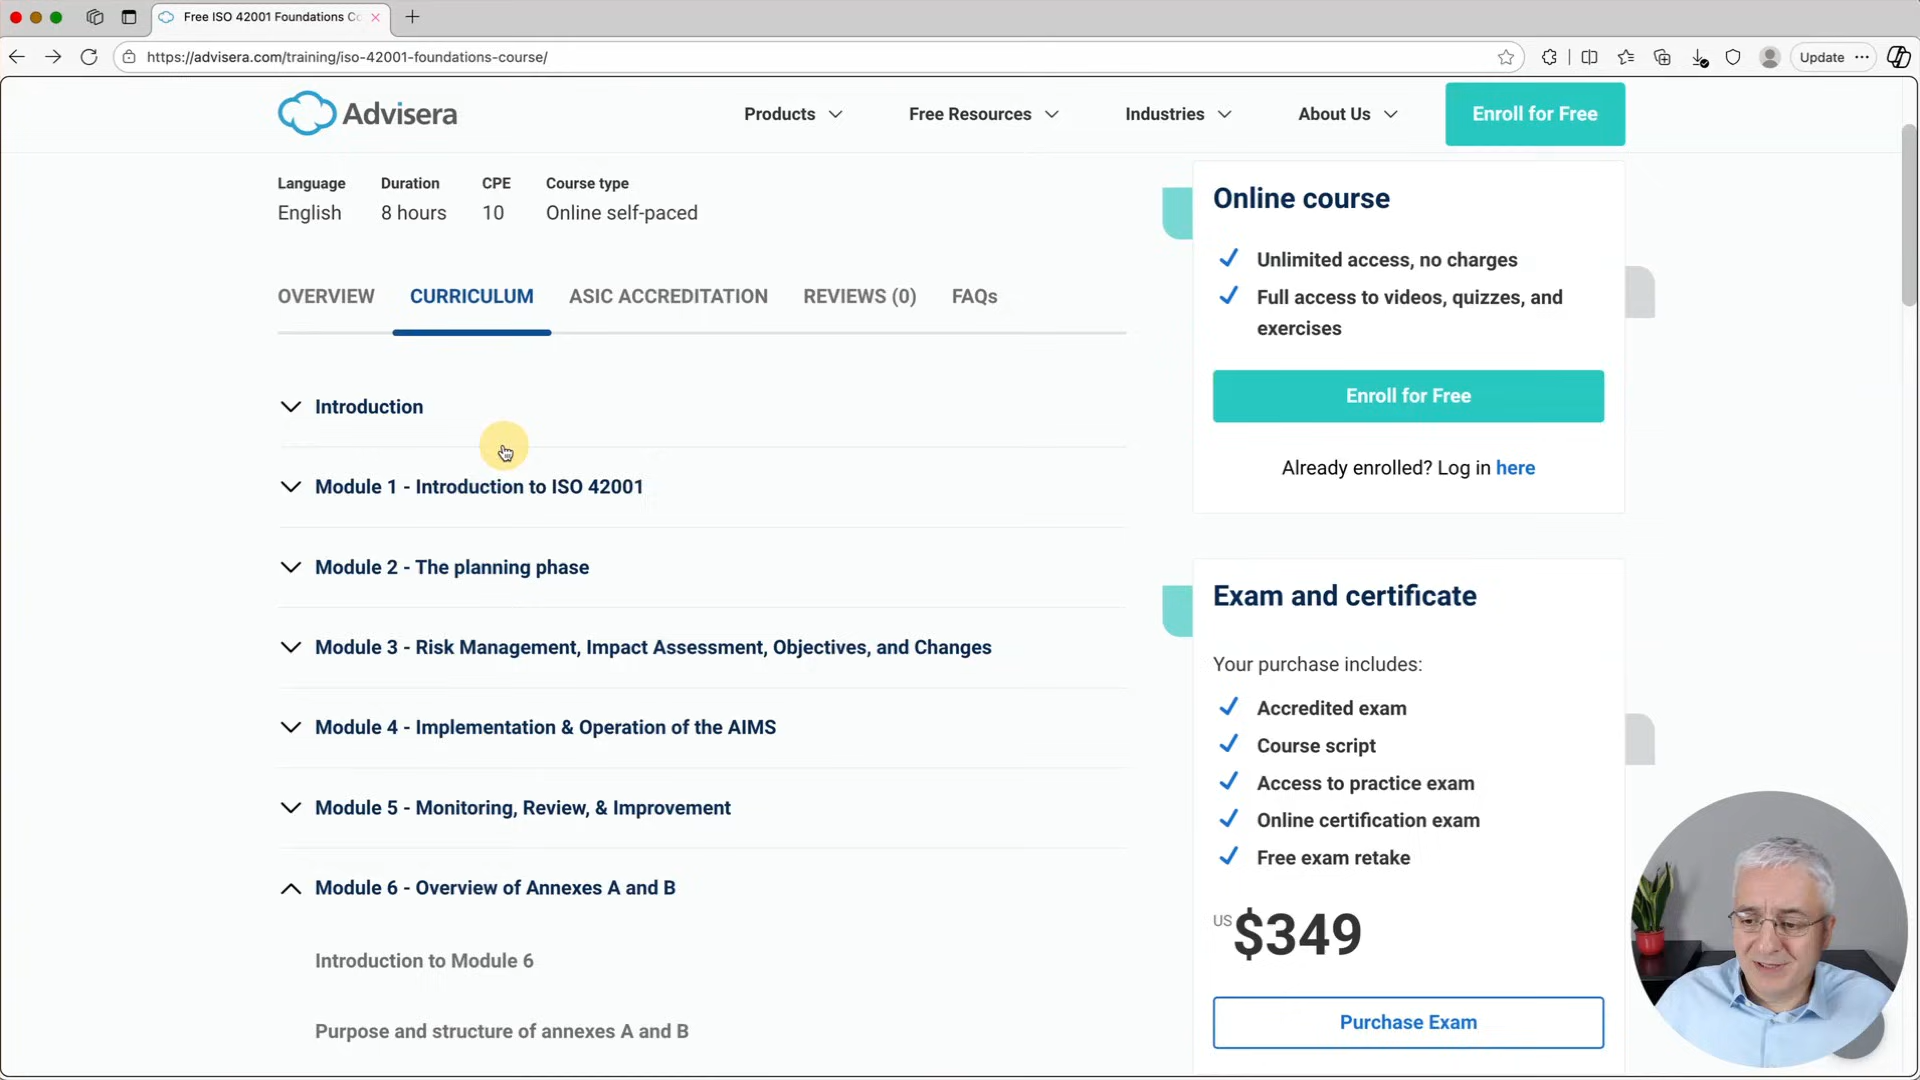 Free ISO 42001 Foundations Co
https://advisera.com/training/iso-42001-foundations-course/
Update
Advisera
Products
Free Resources
Industries
About Us
Enroll for Free
Language
Duration
CPE
Course type
English
8 hours
10
Online self-paced
OVERVIEW
CURRICULUM
ASIC ACCREDITATION
REVIEWS (0)
FAQs
Introduction
Module 1 - Introduction to ISO 42001
Module 2 - The planning phase
Module 3 - Risk Management, Impact Assessment, Objectives, and Changes
Module 4 - Implementation & Operation of the AIMS
Module 5 - Monitoring, Review, & Improvement
Module 6 - Overview of Annexes A and B
Introduction to Module 6
Purpose and structure of annexes A and B
Online course
Unlimited access, no charges
Full access to videos, quizzes, and
exercises
Enroll for Free
Already enrolled? Log in here
Exam and certificate
Your purchase includes:
Accredited exam
Course script
Access to practice exam
Online certification exam
Free exam retake
US $349
Purchase Exam